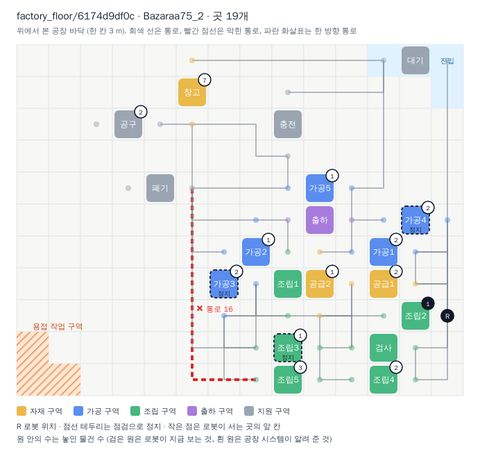 factory_floor/6174d9df0c · Bazaraa75_2 · 곳 19개
위에서 본 공장 바닥 (한 칸 3 m). 회색 선은 통로, 빨간 점선은 막힌 통로, 파란 화살표는 한 방향 통로
대기
진입
창고 7
공구 2
충전
폐기
가공5 1
출하
가공4 2
정지
가공2 1
가공1 2
가공3 2
정지
조립1
공급2 1
공급1 2
통로 16
조립2 1
R
용접 작업 구역
조립3 1
정지
검사
조립5 3
조립4 2
자재 구역 가공 구역 조립 구역 출하 구역 지원 구역
R 로봇 위치 · 점선 테두리는 점검으로 정지 · 작은 점은 로봇이 서는 곳의 앞 칸
원 안의 수는 놓인 물건 수 (검은 원은 로봇이 지금 보는 것, 흰 원은 공장 시스템이 알려 준 것)